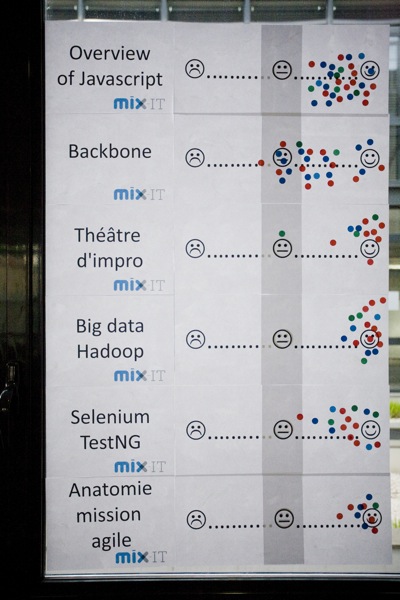 Overview
of Javascript
mix IT
Backbone
mix IT
Théâtre
d'impro
mix IT
Big data
Hadoop
mix IT
Selenium
TestNG
mix IT
Anatomie
mission
agile
mix IT